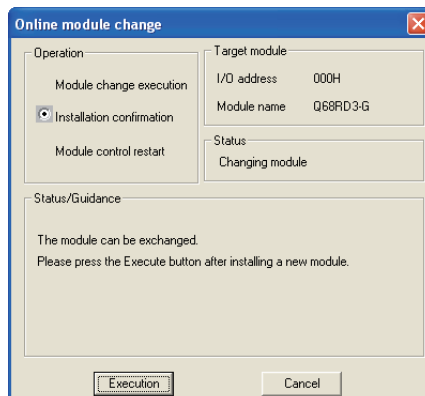 Online module change
Operation
Module change execution
Installation confirmation
Module control restart
Target module
I/O address 000H
Module name Q68RD3-G
Status
Changing module
Status/Guidance
The module can be exchanged.
Please press the Execute button after installing a new module.
Execution Cancel